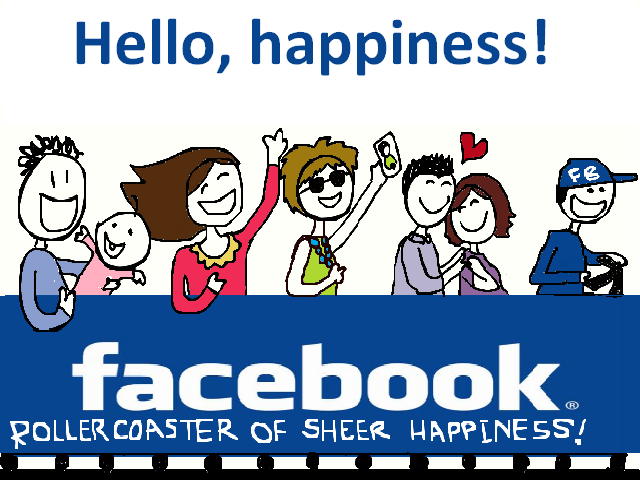 Hello, happiness!
FB
facebook®
ROLLERCOASTER OF SHEER HAPPINESS!